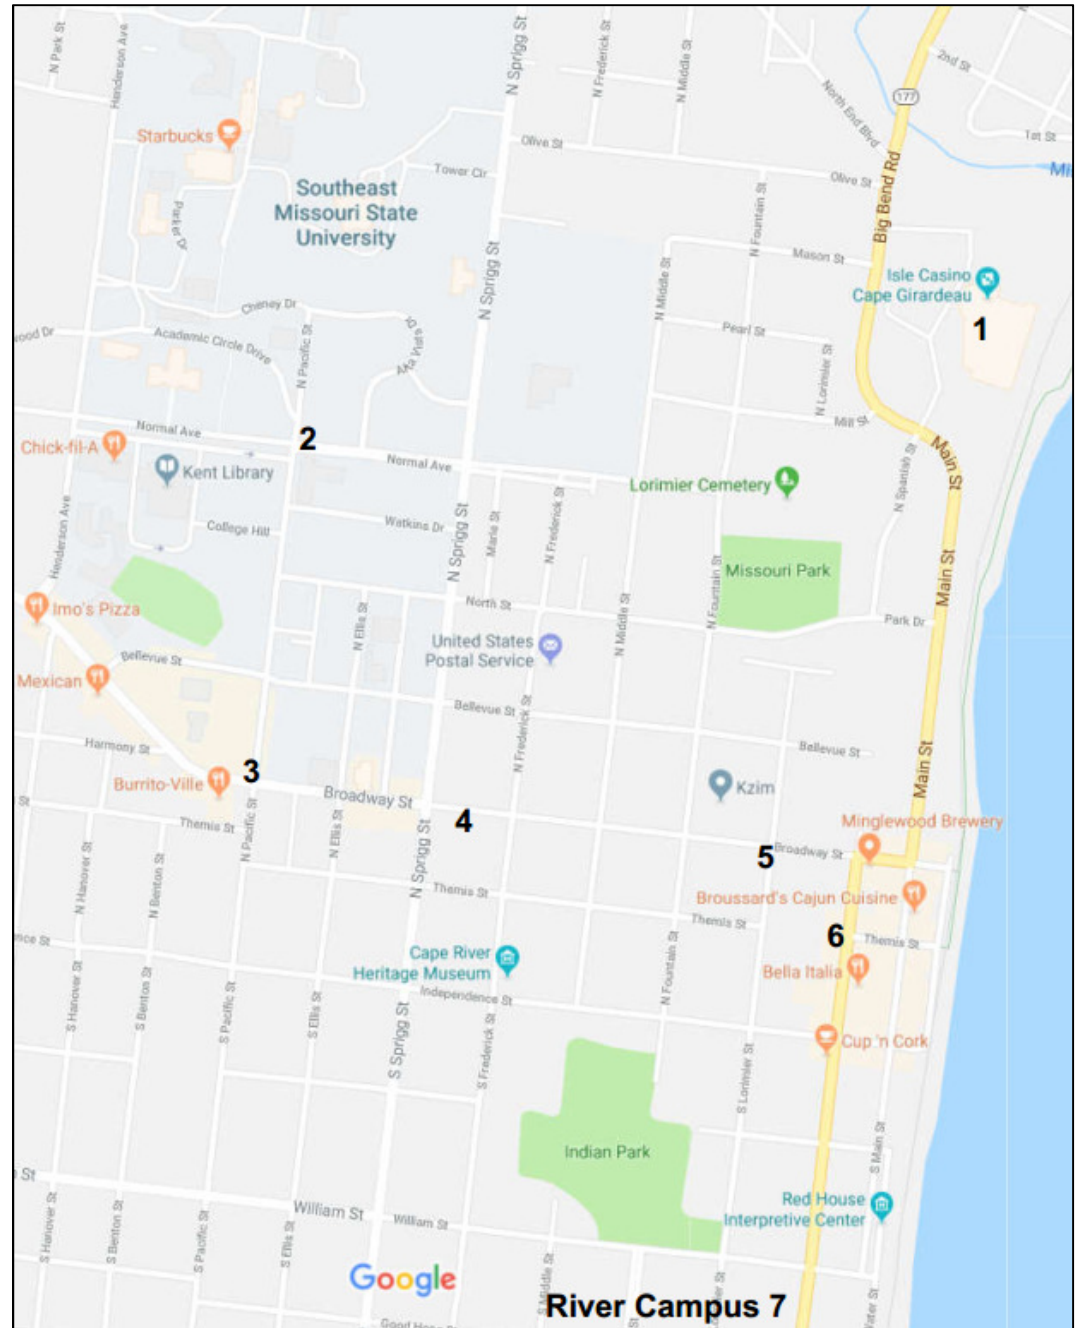 N Park St
Henderson Ave
N Sprigg St
N Frederick St
N Middle St
177
2nd St
North End Blvd
1st St
Starbucks
Olive St
Tower Cir
Olive St
Big Bend Rd
Southeast
Missouri State
University
Parker Dr
N Fountain St
N Sprigg St
Mason St
N Middle St
Isle Casino
Cape Girardeau
1
Cheney Dr
Academic Circle Drive
N Pacific St
Alta Vista Dr
Pearl St
N Lorimier St
Mill St
Normal Ave
2
Chick-fil-A
Kent Library
Normal Ave
Main St
Lorimier Cemetery
N Spanish St
Henderson Ave
College Hill
Watkins Dr
N Sprigg St
Marie St
N Frederick St
Missouri Park
Main St
Imo's Pizza
North St
N Ellis St
N Middle St
N Fountain St
Park Dr
United States
Postal Service
Bellevue St
Mexican
Bellevue St
N Frederick St
Harmony St
Bellevue St
Main St
3
Burrito-Ville
Broadway St
Kzim
4
Minglewood Brewery
Themis St
N Pacific St
N Ellis St
N Sprigg St
5
Broadway St
N Hanover St
N Benton St
Themis St
Broussard's Cajun Cuisine
Themis St
6
Themis St
Cape River
Heritage Museum
N Fountain St
Bella Italia
Independence St
S Hanover St
S Benton St
S Pacific St
S Ellis St
S Sprigg St
S Frederick St
Cup 'n Cork
S Lorimier St
Indian Park
S Main St
Red House
Interpretive Center
William St
William St
S Hanover St
S Benton St
S Pacific St
S Ellis St
Google
S Middle St
River Campus 7